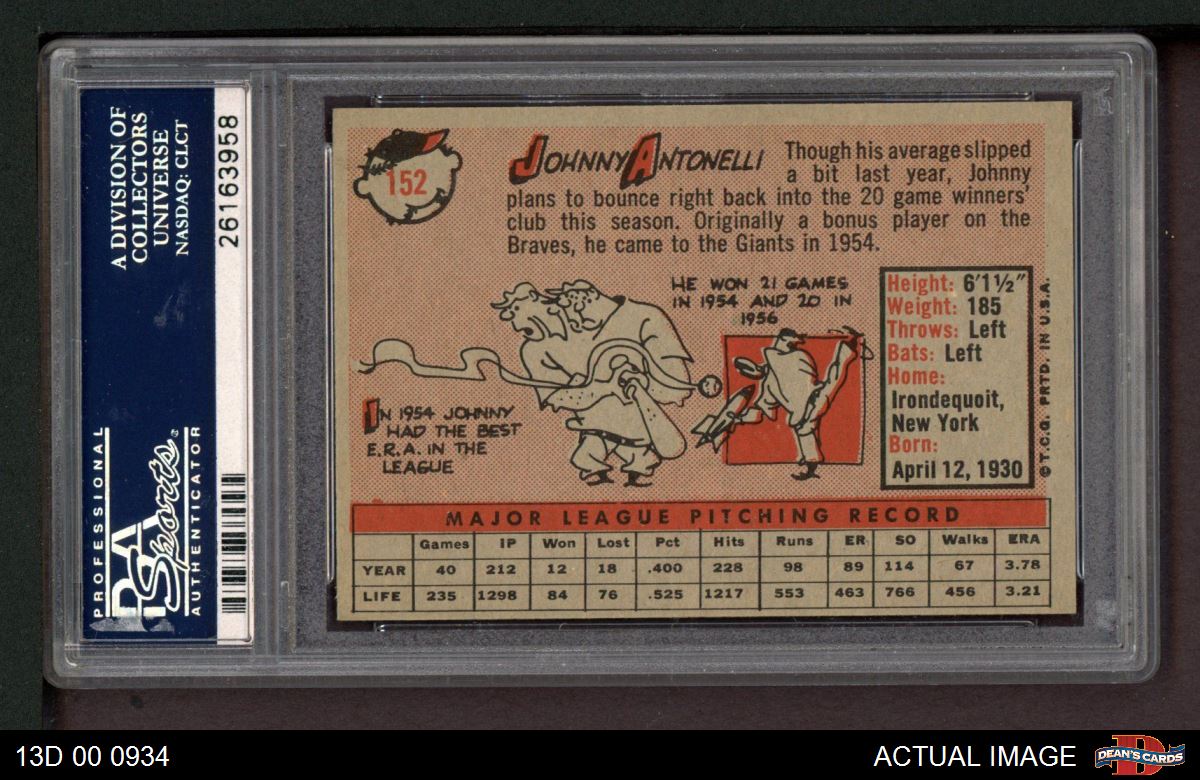 A DIVISION OF
COLLECTORS
UNIVERSE
NASDAQ: CLCT
26163958
PROFESSIONAL
PSA
Sports
AUTHENTICATOR
152
JOHNNY ANTONELLI
Though his average slipped
a bit last year, Johnny
plans to bounce right back into the 20 game winners'
club this season. Originally a bonus player on the
Braves, he came to the Giants in 1954.
HE WON 21 GAMES
IN 1954 AND 20 IN
1956
IN 1954 JOHNNY
HAD THE BEST
E.R.A. IN THE
LEAGUE
Height: 6'1½"
Weight: 185
Throws: Left
Bats: Left
Home:
Irondequoit,
New York
Born:
April 12, 1930
©T.C.G. PRTD. IN U.S.A.
MAJOR LEAGUE PITCHING RECORD
Games IP Won Lost Pct Hits Runs ER SO Walks ERA
YEAR 40 212 12 18 .400 228 98 89 114 67 3.78
LIFE 235 1298 84 76 .525 1217 553 463 766 456 3.21
13D 00 0934
ACTUAL IMAGE
D
DEAN'S CARDS